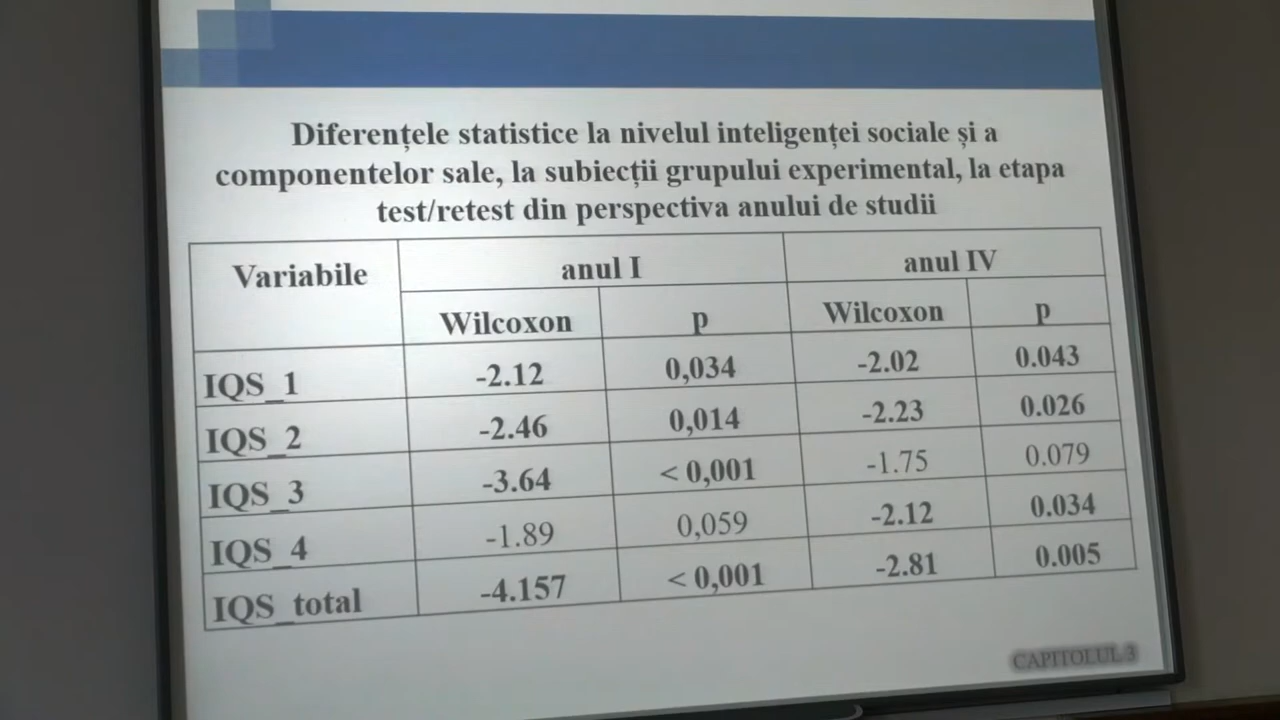 Diferențele statistice la nivelul inteligenței sociale și a
componentelor sale, la subiecții grupului experimental, la etapa
test/retest din perspectiva anului de studii
Variabile anul I anul IV
Wilcoxon p Wilcoxon p
IQS_1 -2.12 0,034 -2.02 0.043
IQS_2 -2.46 0,014 -2.23 0.026
IQS_3 -3.64 < 0,001 -1.75 0.079
IQS_4 -1.89 0,059 -2.12 0.034
IQS_total -4.157 < 0,001 -2.81 0.005
CAPITOLUL 3